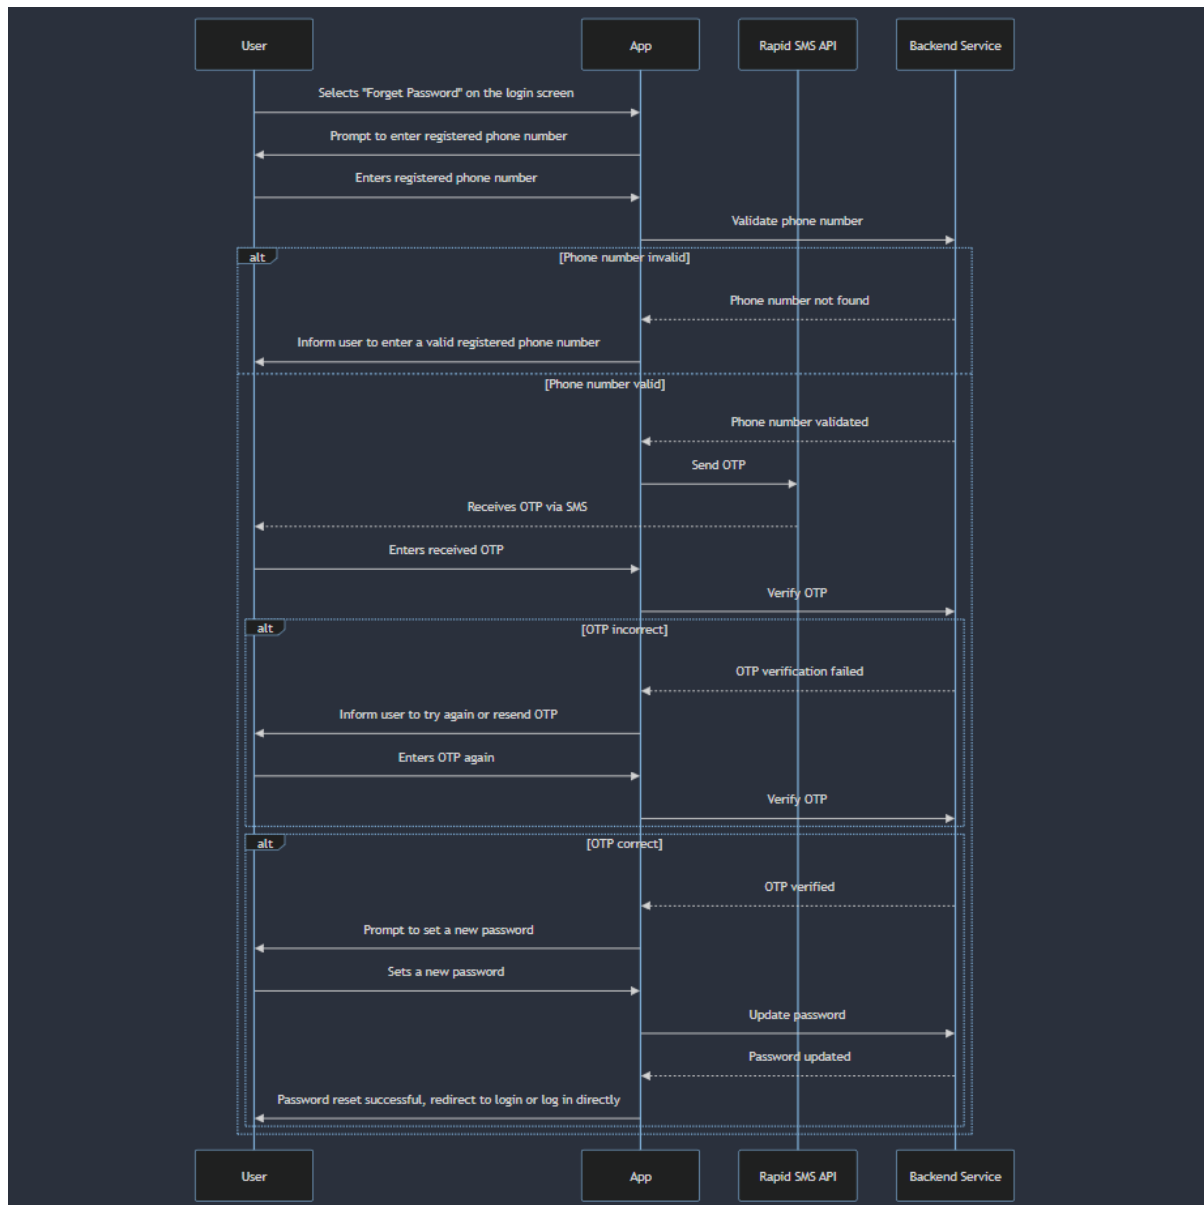 User
App
Rapid SMS API
Backend Service
Selects "Forget Password" on the login screen
Prompt to enter registered phone number
Enters registered phone number
Validate phone number
alt
[Phone number invalid]
Phone number not found
Inform user to enter a valid registered phone number
[Phone number valid]
Phone number validated
Send OTP
Receives OTP via SMS
Enters received OTP
Verify OTP
alt
[OTP incorrect]
OTP verification failed
Inform user to try again or resend OTP
Enters OTP again
Verify OTP
alt
[OTP correct]
OTP verified
Prompt to set a new password
Sets a new password
Update password
Password updated
Password reset successful, redirect to login or log in directly
User
App
Rapid SMS API
Backend Service